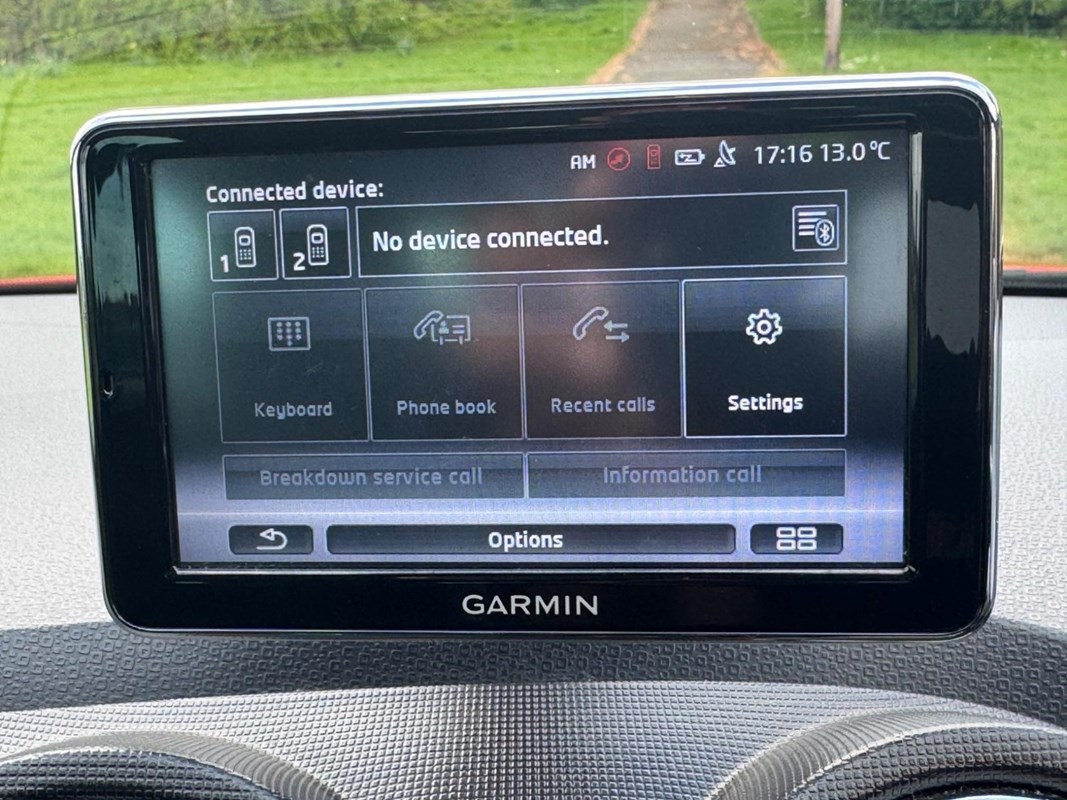 AM 17:16 13.0°C
Connected device:
1 2 No device connected.
Keyboard Phone book Recent calls Settings
Breakdown service call Information call
Options
GARMIN